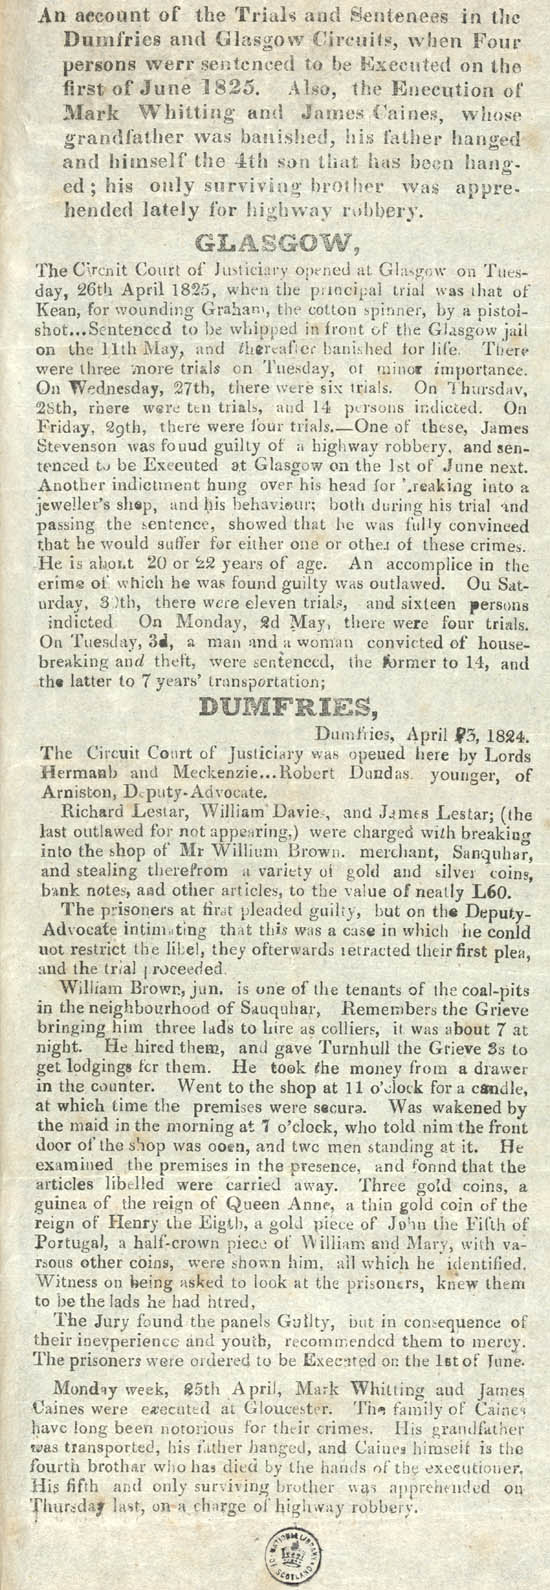 An account of the Trials and Sentenees in the
Dumfries and Glasgow Circuits, when Four
persons werr sentenced to be Executed on the
first of June 1825. Also, the Enecution of
Mark Whitting and James Caines, whose
grandfather was banished, his father hanged
and himself the 4th son that has been hang-
ed; his only surviving brother was appre-
hended lately for highway robbery.
GLASGOW,
The Circnit Court of Justiciary opened at Glasgow on Tues-
day, 26th April 1825, when the principal trial was that of
Kean, for wounding Graham, the cotton spinner, by a pistol-
shot...Sentenced to be whipped in front of the Glasgow jail
on the 11th May, and thereafter banished for life. There
were three more trials on Tuesday, of minor importance.
On Wednesday, 27th, there were six trials. On Thursday,
28th, rhere were ten trials, and 14 persons indicted. On
Friday, 29th, there were four trials.—One of these, James
Stevenson was fouud guilty of a highway robbery, and sen-
tenced to be Executed at Glasgow on the 1st of June next.
Another indictment hung over his head for breaking into a
jeweller's shop, and his behaviour; both during his trial and
passing the sentence, showed that he was fully convinced
that he would suffer for either one or other of these crimes.
He is about 20 or 22 years of age. An accomplice in the
crime of which he was found guilty was outlawed. Ou Sat-
urday, 30th, there were eleven trials, and sixteen persons
indicted On Monday, 2d May, there were four trials.
On Tuesday, 3d, a man and a woman convicted of house-
breaking and theft, were sentenced, the former to 14, and
the latter to 7 years' transportation;
DUMFRIES,
Dumfries, April 23, 1824.
The Circuit Court of Justiciary was opeued here by Lords
Hermanb and Meckenzie...Robert Dundas younger, of
Arniston, Deputy-Advocate.
Richard Lestar, William Davies, and James Lestar; (the
last outlawed for not appearing,) were charged with breaking
into the shop of Mr William Brown. merchant, Sanquhar,
and stealing therefrom a variety of gold and silver coins,
bank notes, and other articles, to the value of neatly L60.
The prisoners at first pleaded guilty, but on the Deputy-
Advocate intimating that this was a case in which he conld
not restrict the libel, they ofterwards retracted their first plea,
and the trial proceeded.
William Brown, jun. is one of the tenants of the coal-pits
in the neighbourhood of Sauquhar, Remembers the Grieve
bringing him three lads to hire as colliers, it was about 7 at
night. He hired them, and gave Turnhull the Grieve 3s to
get lodgings for them. He took the money from a drawer
in the counter. Went to the shop at 11 o'clock for a candle,
at which time the premises were secura. Was wakened by
the maid in the morning at 7 o'clock, who told nim the front
door of the shop was ooen, and two men standing at it. He
examined the premises in the presence, and fonnd that the
articles libelled were carried away. Three gold coins, a
guinea of the reign of Queen Anne, a thin gold coin of the
reign of Henry the Eigth, a gold piece of John the Fifth of
Portugal, a half-crown piece of William and Mary, with va-
rsous other coins, were shown him, all which he identified.
Witness on being asked to look at the prisoners, knew them
to be the lads he had htred,
The Jury found the panels Guilty, but in consequence of
their inevperience and youth, recommended them to mercy.
The prisoners were ordered to be Executed on the 1st of June.
Monday week, 25th April, Mark Whitting aud James
Caines were executed at Gloucester. The family of Caines
have long been notorious for their crimes. His grandfather
was transported, his father hanged, and Caines himself is the
fourth brothar who has died by the hands of the executioner.
His fifth and only surviving brother was apprehended on
Thursday last, on a charge of highway robbery.
NATIONAL LIBRARY
OF SCOTLAND